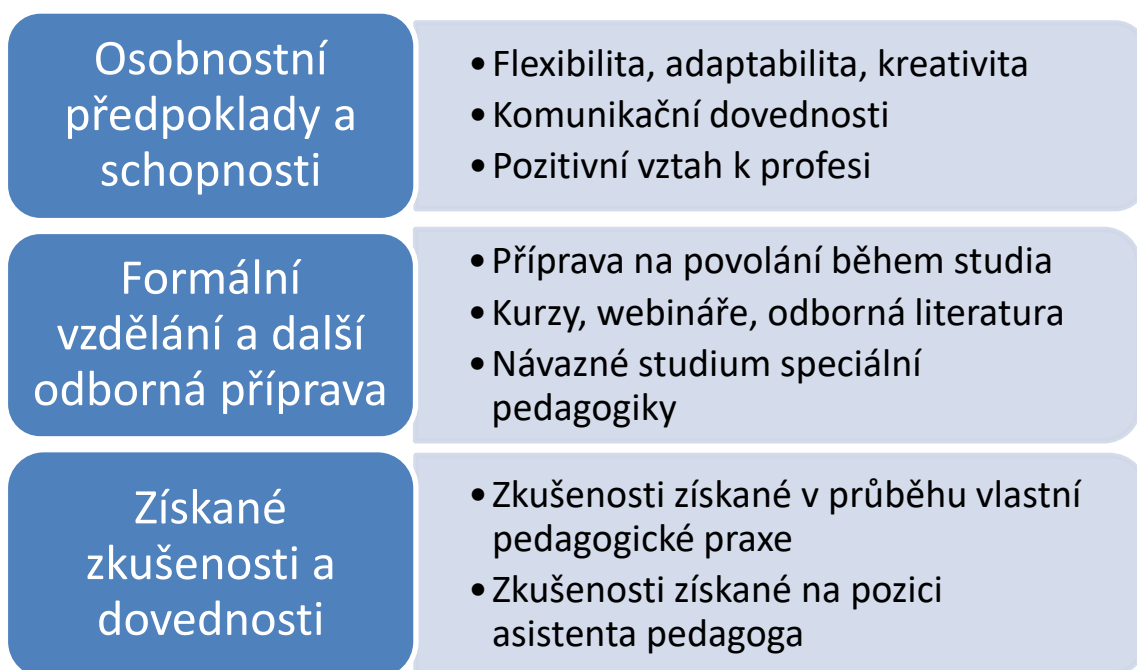 Osobnostní
předpoklady a
schopnosti
• Flexibilita, adaptabilita, kreativita
• Komunikační dovednosti
• Pozitivní vztah k profesi
Formální
vzdělání a další
odborná příprava
• Příprava na povolání během studia
• Kurzy, webináře, odborná literatura
• Návazné studium speciální
pedagogiky
Získané
zkušenosti a
dovednosti
• Zkušenosti získané v průběhu vlastní
pedagogické praxe
• Zkušenosti získané na pozici
asistenta pedagoga